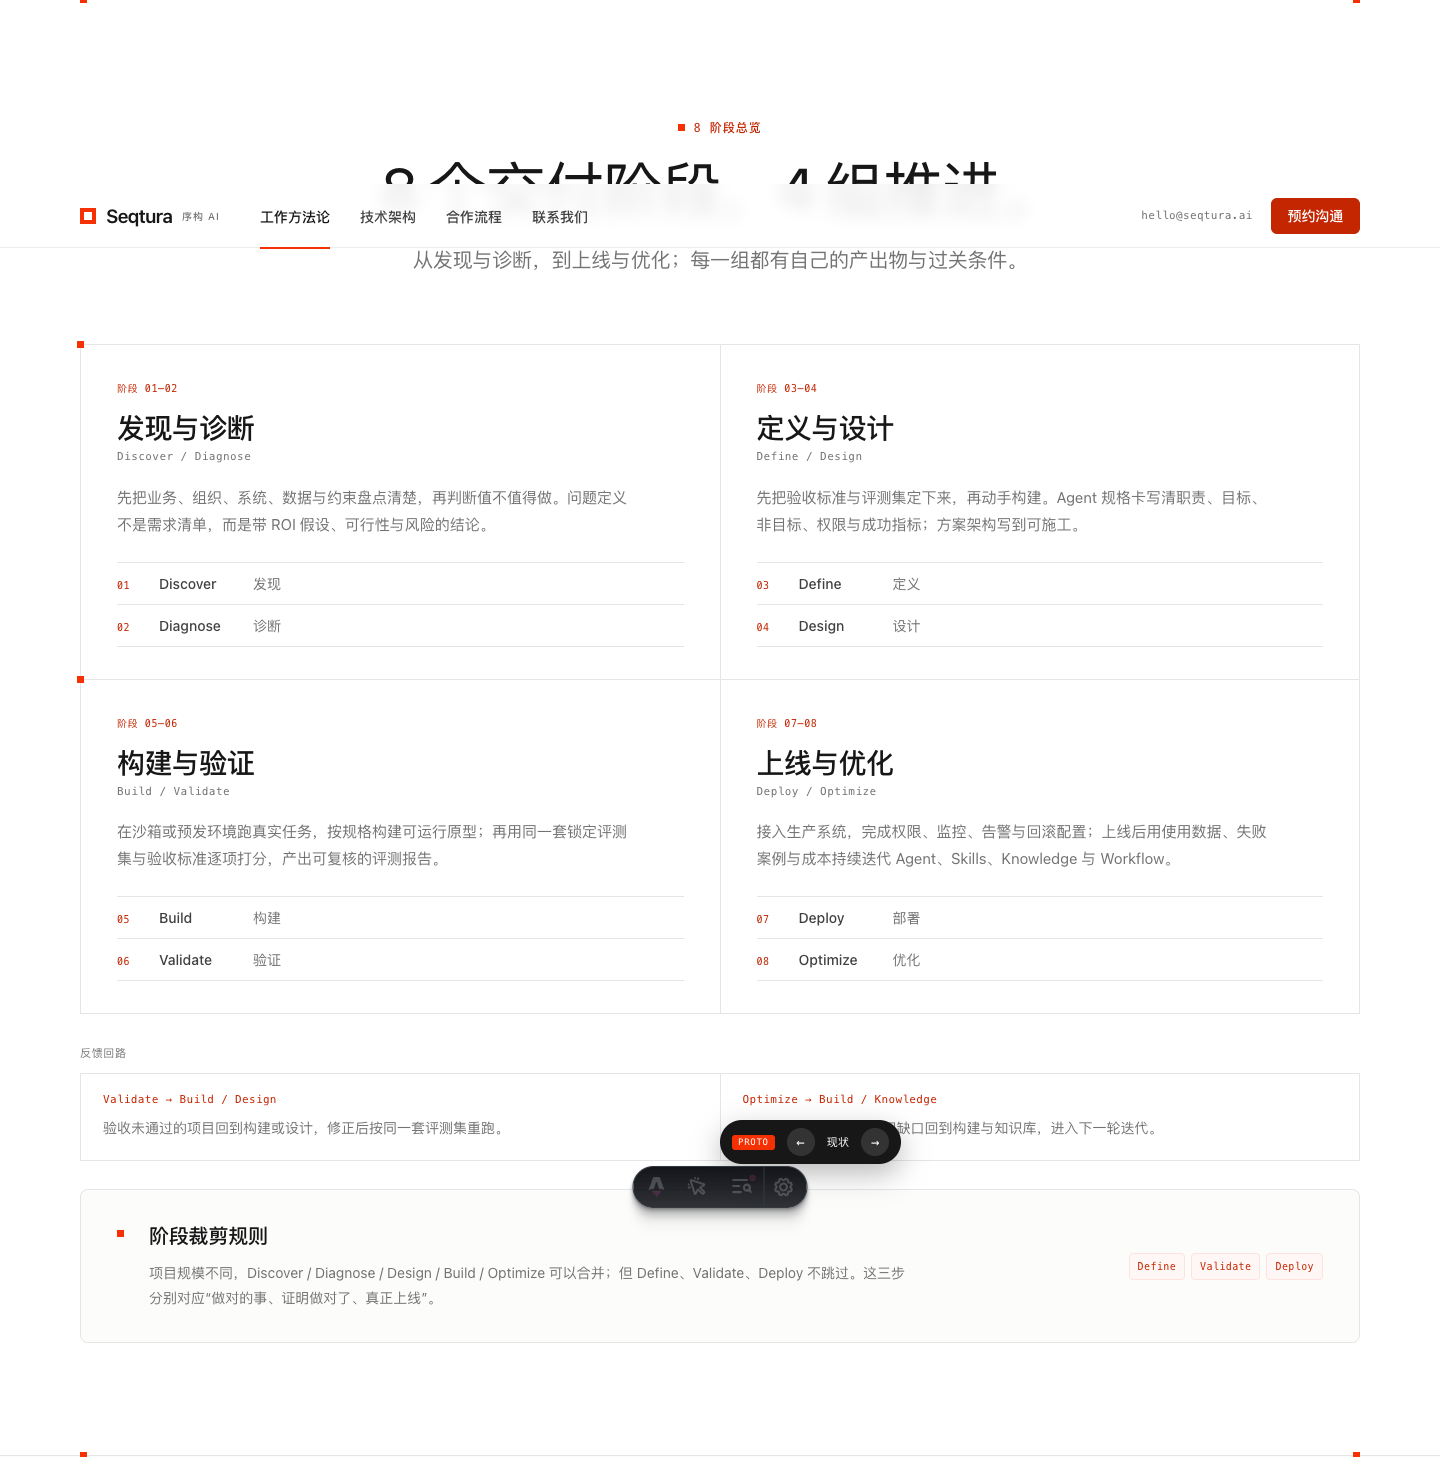 8 阶段总览
8 个交付阶段。4 组推进。
Seqtura 序构 AI 工作方法论 技术架构 合作流程 联系我们 hello@seqtura.ai 预约沟通
从发现与诊断，到上线与优化；每一组都有自己的产出物与过关条件。
阶段 01—02
发现与诊断
Discover / Diagnose
先把业务、组织、系统、数据与约束盘点清楚，再判断值不值得做。问题定义
不是需求清单，而是带 ROI 假设、可行性与风险的结论。
01 Discover 发现
02 Diagnose 诊断
阶段 03—04
定义与设计
Define / Design
先把验收标准与评测集定下来，再动手构建。Agent 规格卡写清职责、目标、
非目标、权限与成功指标；方案架构写到可施工。
03 Define 定义
04 Design 设计
阶段 05—06
构建与验证
Build / Validate
在沙箱或预发环境跑真实任务，按规格构建可运行原型；再用同一套锁定评测
集与验收标准逐项打分，产出可复核的评测报告。
05 Build 构建
06 Validate 验证
阶段 07—08
上线与优化
Deploy / Optimize
接入生产系统，完成权限、监控、告警与回滚配置；上线后用使用数据、失败
案例与成本持续迭代 Agent、Skills、Knowledge 与 Workflow。
07 Deploy 部署
08 Optimize 优化
反馈回路
Validate → Build / Design
验收未通过的项目回到构建或设计，修正后按同一套评测集重跑。
Optimize → Build / Knowledge
缺口回到构建与知识库，进入下一轮迭代。
PROTO ← 现状 →
阶段裁剪规则
项目规模不同，Discover / Diagnose / Design / Build / Optimize 可以合并；但 Define、Validate、Deploy 不跳过。这三步
分别对应“做对的事、证明做对了、真正上线”。
Define Validate Deploy